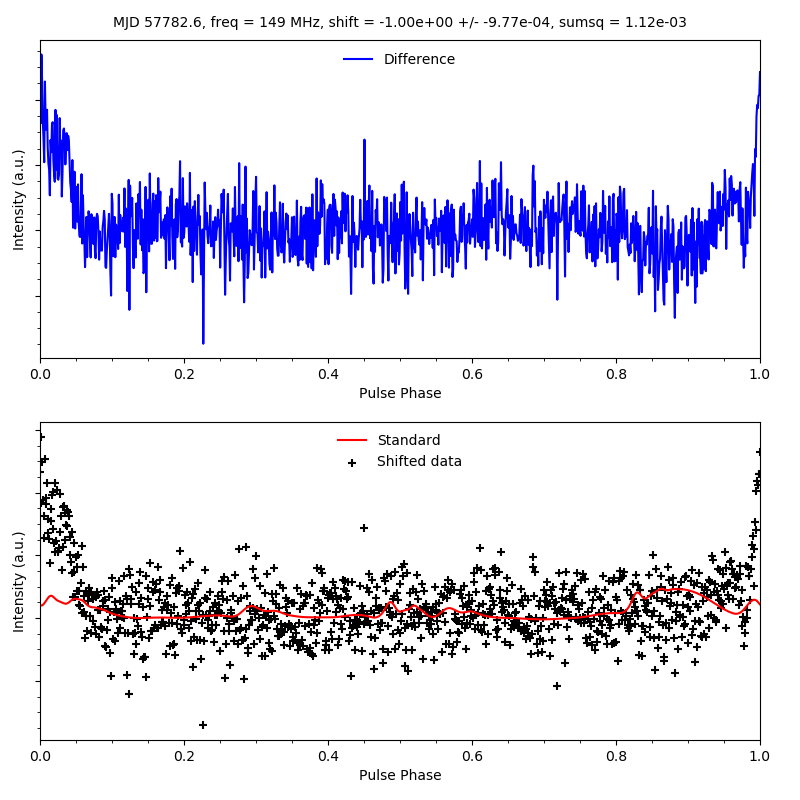 MJD 57782.6, freq = 149 MHz, shift = -1.00e+00 +/- -9.77e-04, sumsq = 1.12e-03
Difference
Intensity (a.u.)
0.0 0.2 0.4 0.6 0.8 1.0
Pulse Phase
Standard
Shifted data
Intensity (a.u.)
0.0 0.2 0.4 0.6 0.8 1.0
Pulse Phase